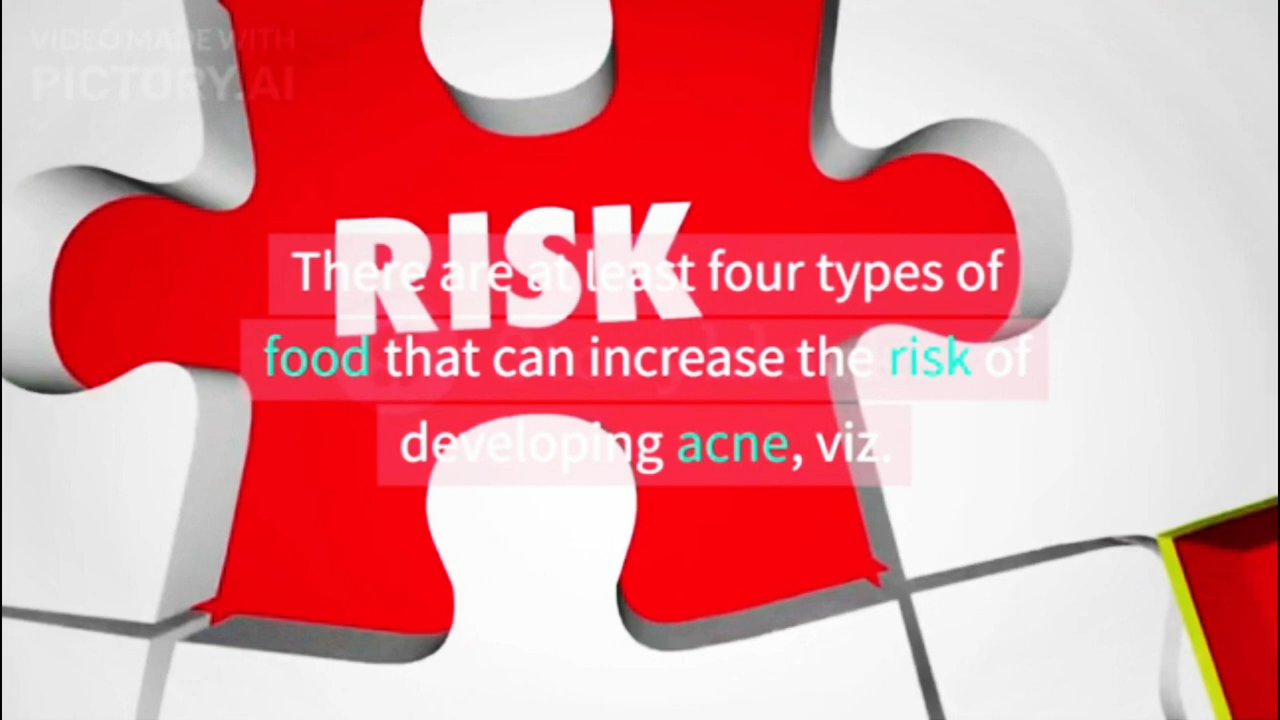 VIDEO MADE WITH
PICTORY.AI
RISK
There are at least four types of
food that can increase the risk of
developing acne, viz.